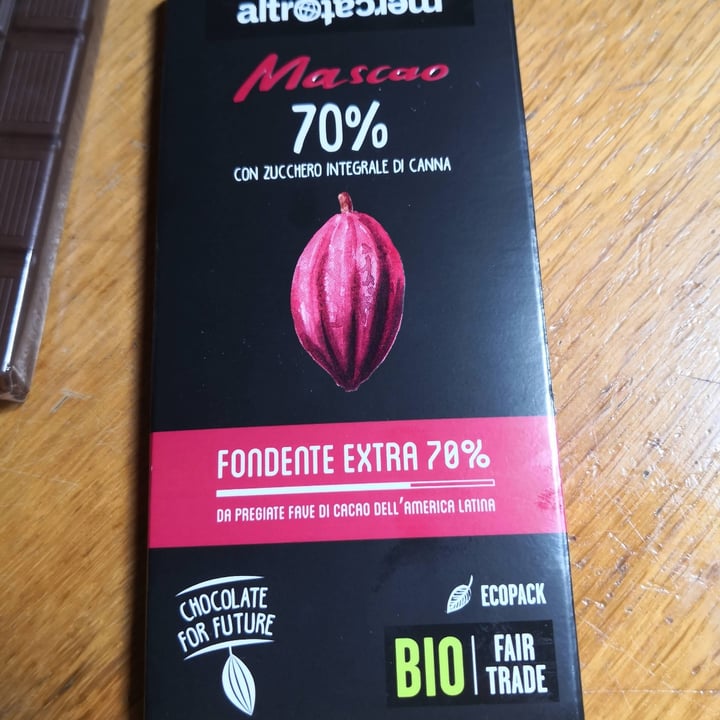 altromercato
Mascao
70%
CON ZUCCHERO INTEGRALE DI CANNA
FONDENTE EXTRA 70%
DA PREGIATE FAVE DI CACAO DELL'AMERICA LATINA
CHOCOLATE
FOR FUTURE
ECOPACK
BIO
FAIR
TRADE